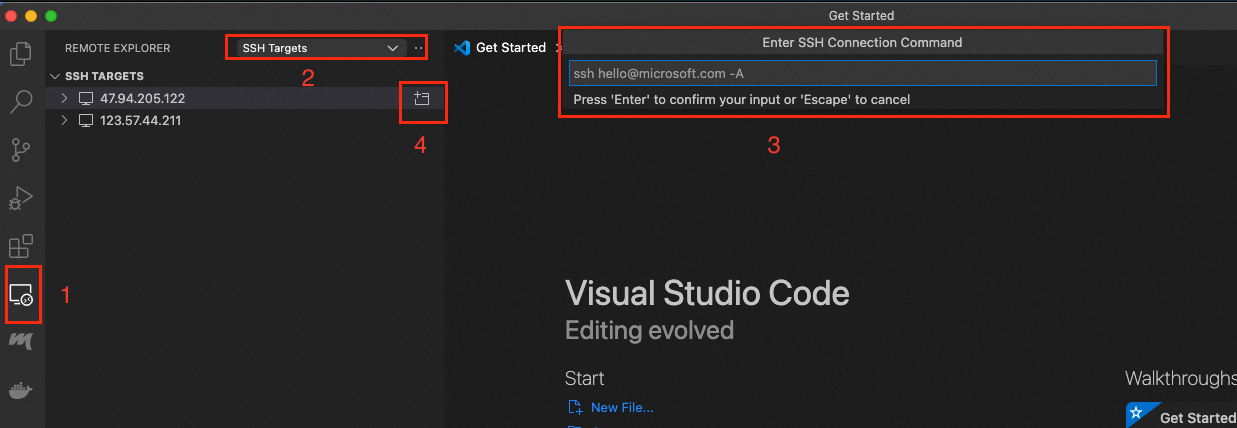 Get Started
REMOTE EXPLORER
SSH Targets
2
SSH TARGETS
47.94.205.122
123.57.44.211
4
1
Get Started
Enter SSH Connection Command
ssh hello@microsoft.com -A
Press 'Enter' to confirm your input or 'Escape' to cancel
3
Visual Studio Code
Editing evolved
Start
New File...
Walkthroughs
Get Started